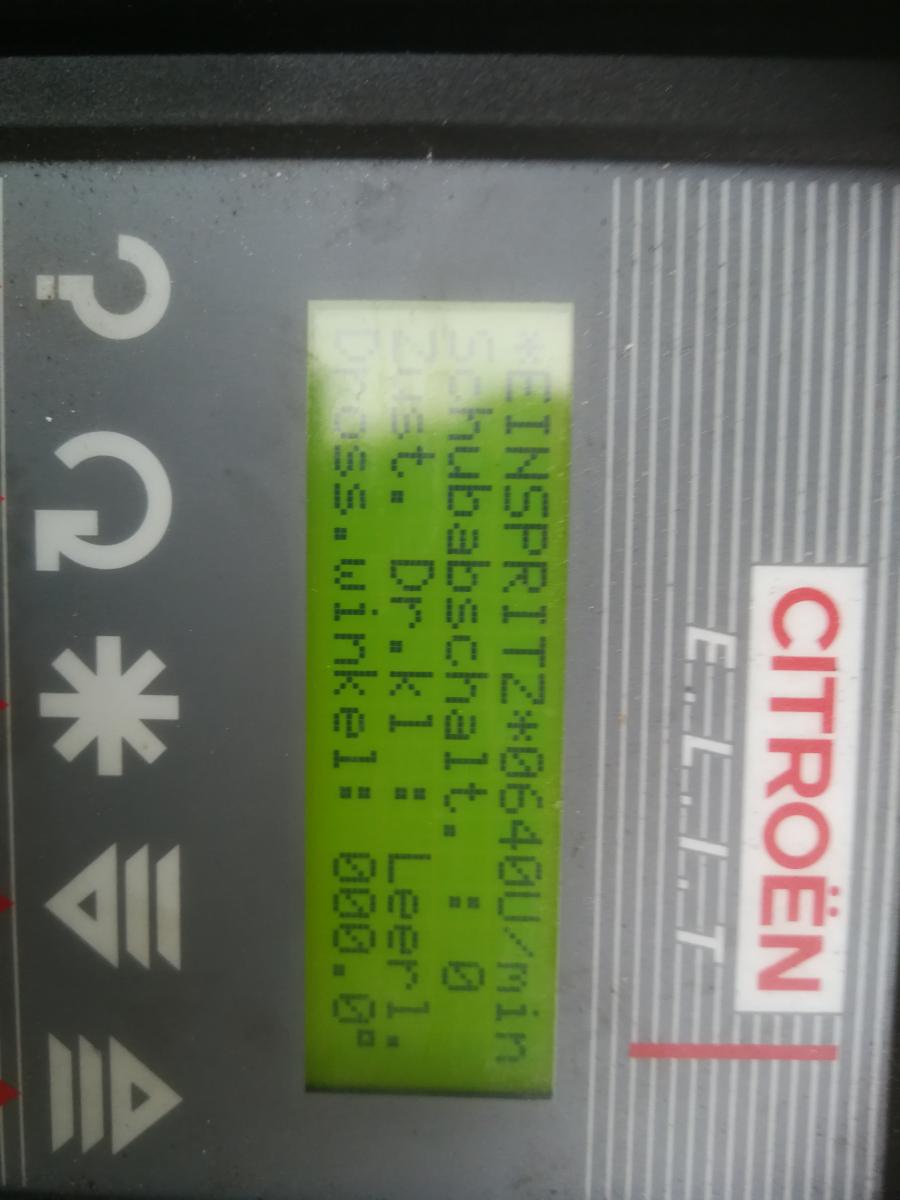 CITROËN
E.L.I.T
*EINSPRITZ*0640U/min
Schubabschalt. : 0
Zust. Dr.kl : Leerl.
Dross.winkel: 000.0°
?